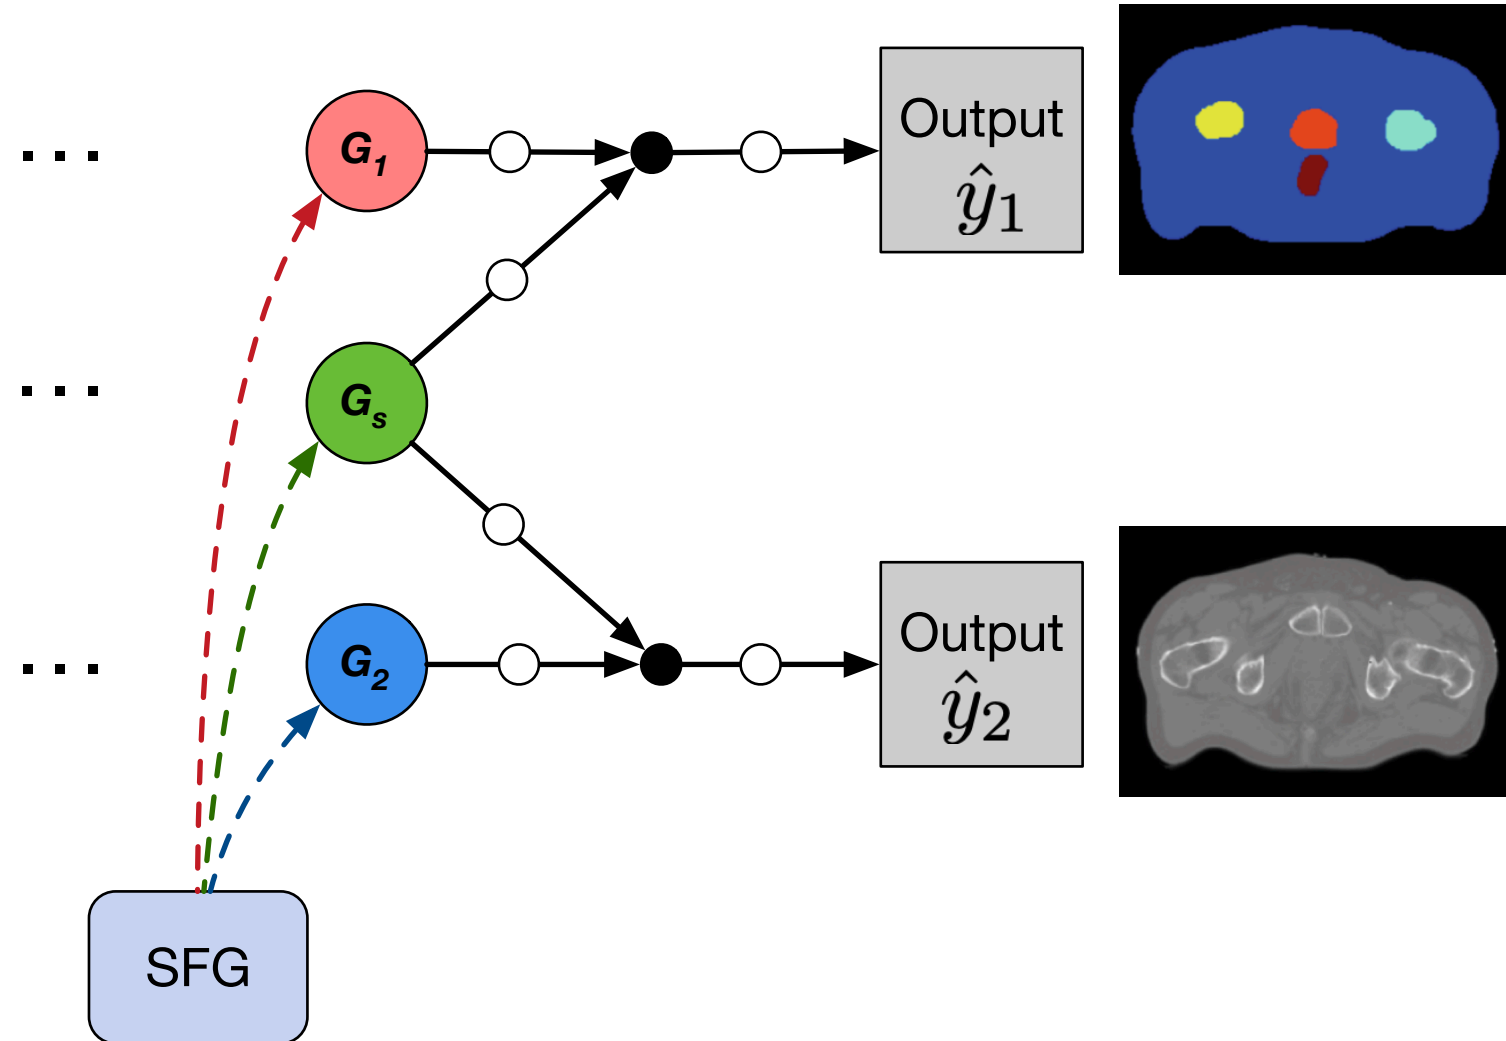 . . .
G₁
Output
ŷ₁
. . .
Gₛ
. . .
G₂
Output
ŷ₂
SFG